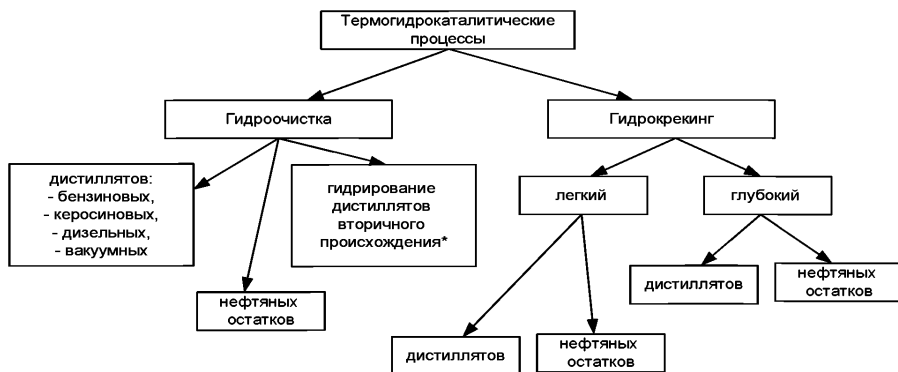 Термогидрокаталитические
процессы
Гидроочистка
Гидрокрекинг
дистиллятов:
- бензиновых,
- керосиновых,
- дизельных,
- вакуумных
гидрирование
дистиллятов
вторичного
происхождения*
легкий
глубокий
нефтяных
остатков
дистиллятов
нефтяных
остатков
дистиллятов
нефтяных
остатков